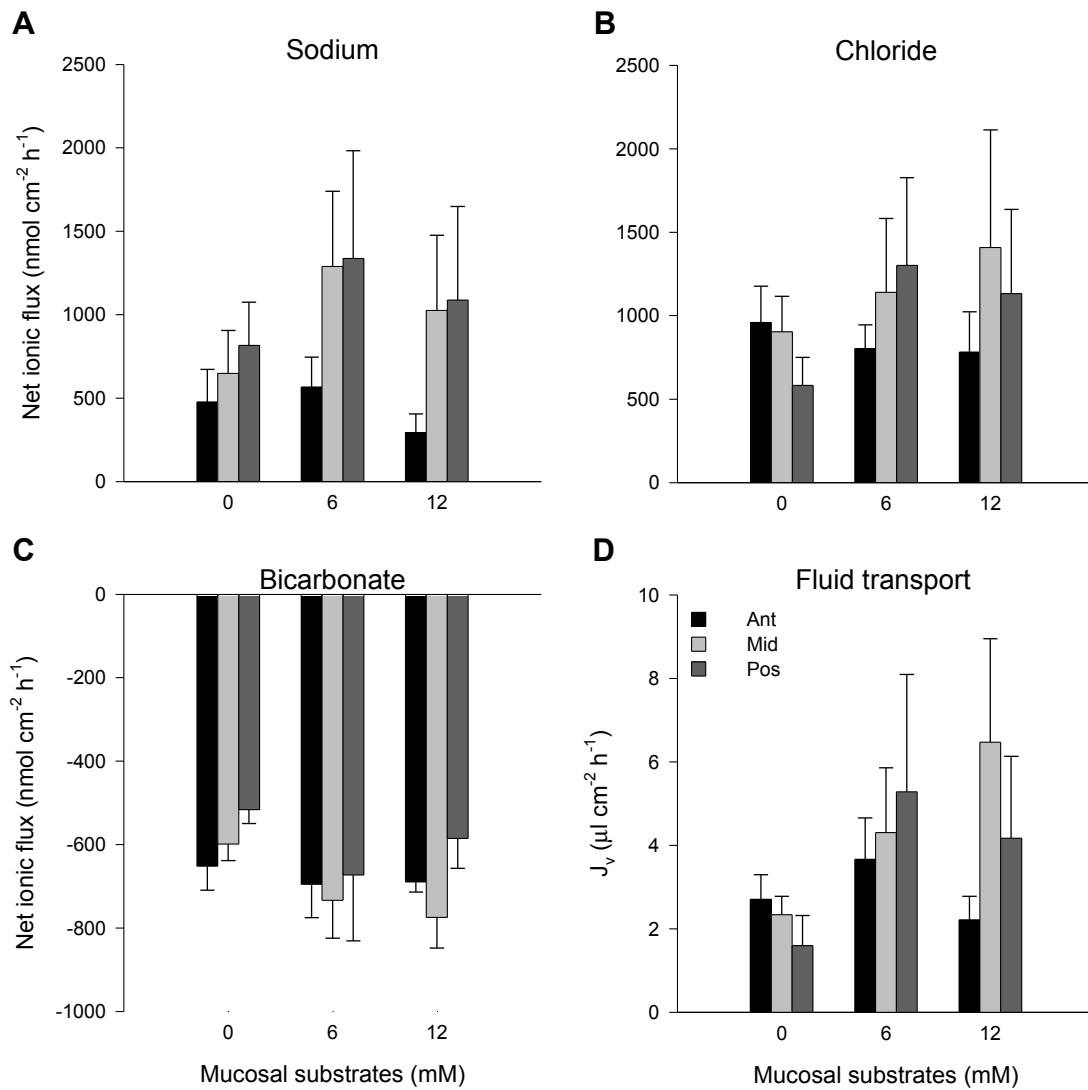 A
Sodium
Net ionic flux (nmol cm-2 h-1)
2500
2000
1500
1000
500
0
0 6 12
B
Chloride
2500
2000
1500
1000
500
0
0 6 12
C
Bicarbonate
Net ionic flux (nmol cm-2 h-1)
0
-200
-400
-600
-800
-1000
0 6 12
Mucosal substrates (mM)
D
Fluid transport
Jv (µl cm-2 h-1)
10
8
6
4
2
0
Ant
Mid
Pos
0 6 12
Mucosal substrates (mM)